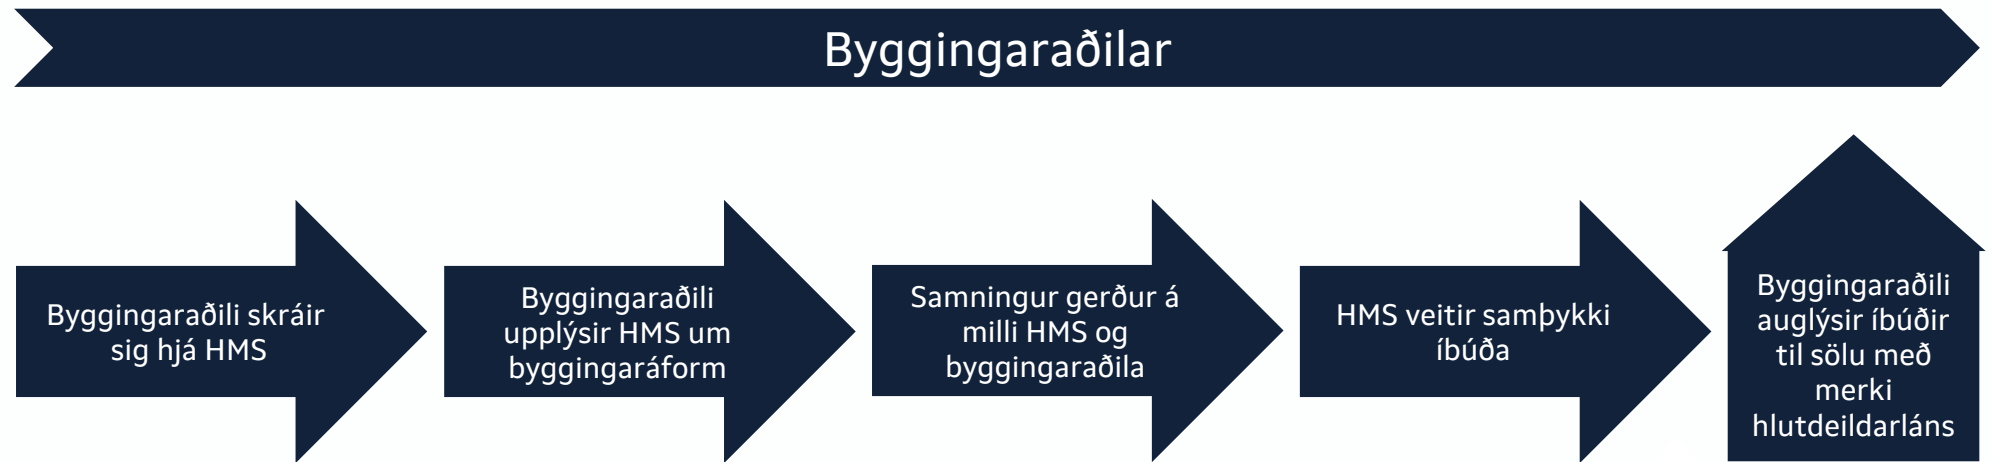 Byggingaraðilar
Byggingaraðili skráir
sig hjá HMS
Byggingaraðili
upplýsir HMS um
byggingaráform
Samningur gerður á
milli HMS og
byggingaraðila
HMS veitir samþykki
íbúða
Byggingaraðili
auglýsir íbúðir
til sölu með
merki
hlutdeildarláns